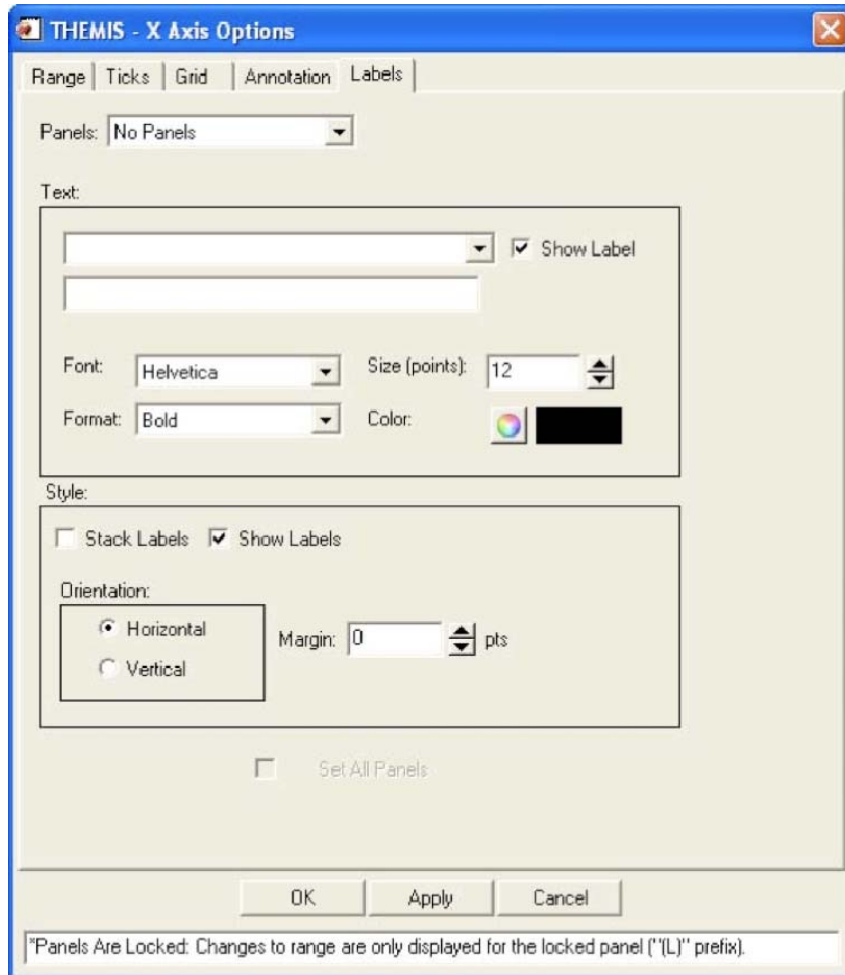 THEMIS - X Axis Options
Range Ticks Grid Annotation Labels
Panels: No Panels
Text:
Show Label
Font: Helvetica Size (points): 12
Format: Bold Color:
Style:
Stack Labels Show Labels
Orientation:
Horizontal
Margin: 0 pts
Vertical
Set All Panels
OK Apply Cancel
*Panels Are Locked: Changes to range are only displayed for the locked panel ("(L)" prefix).